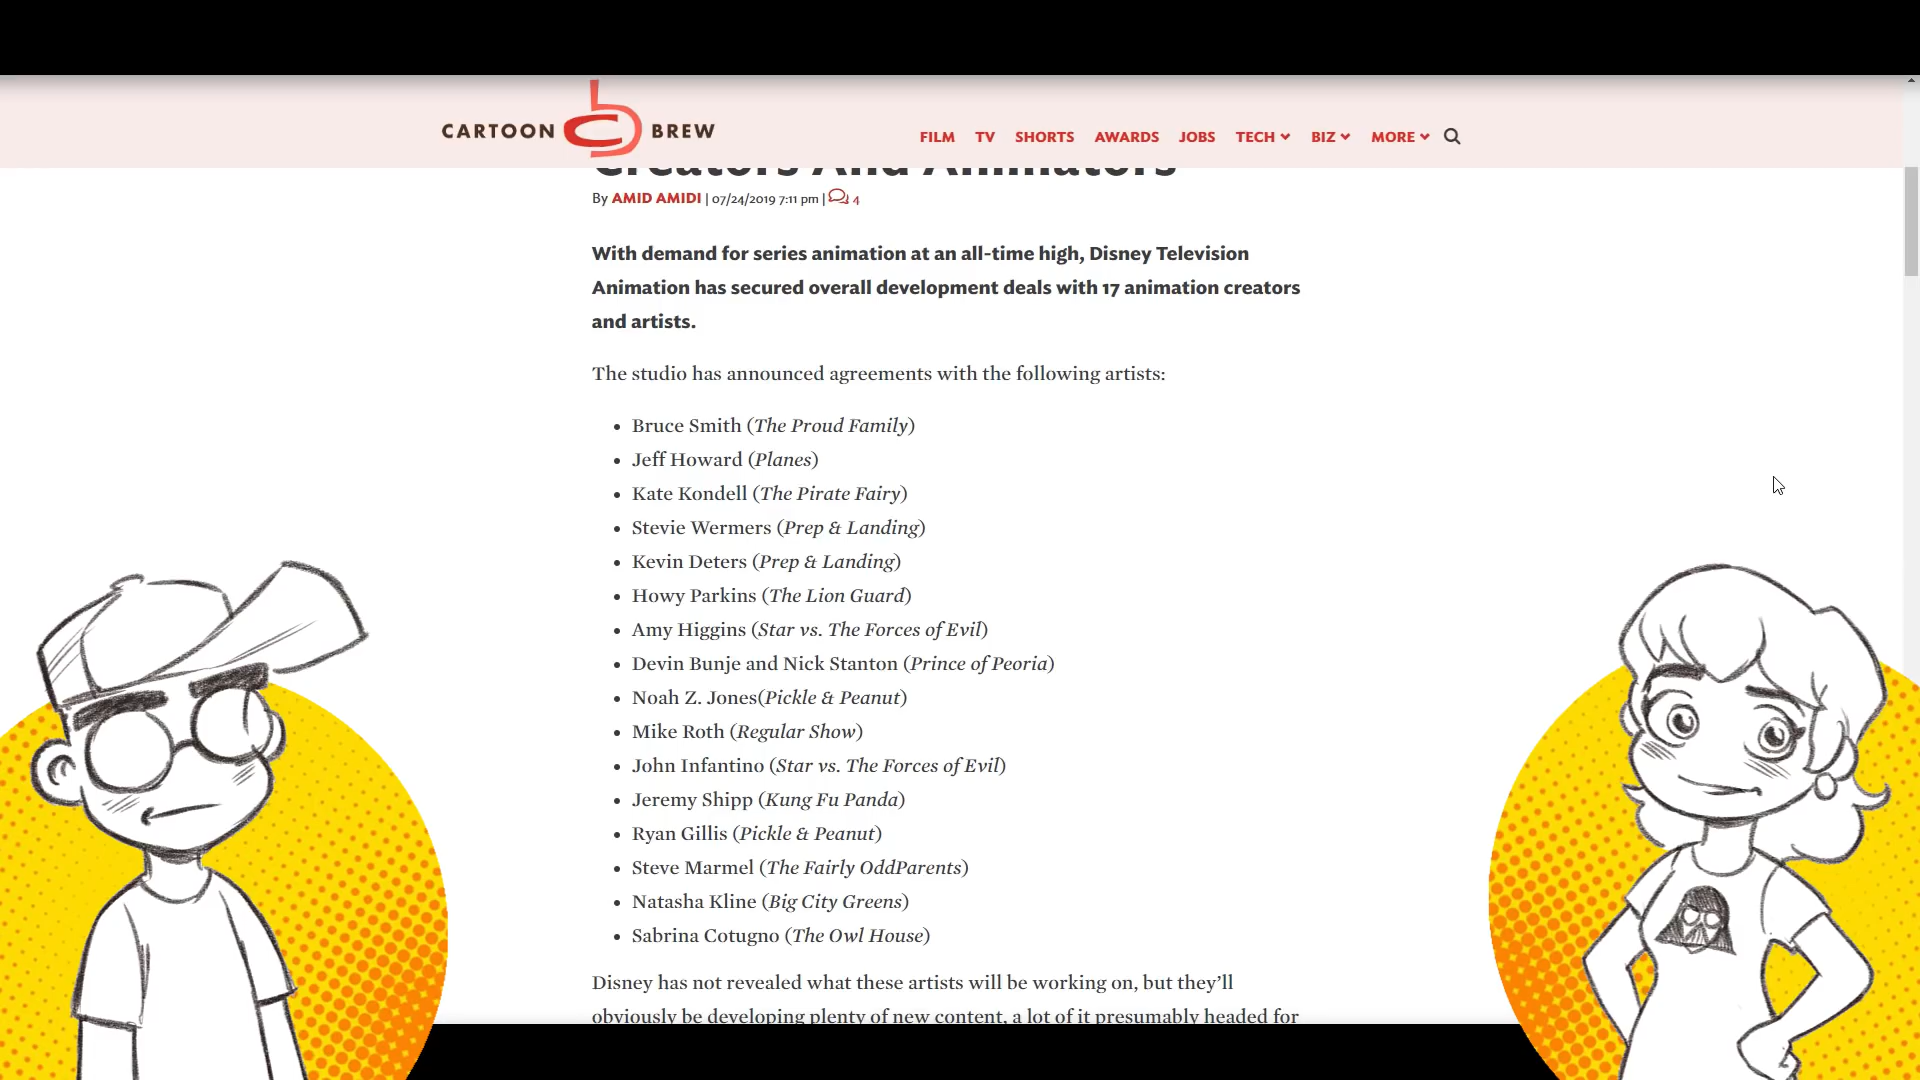 CARTOON BREW
FILM TV SHORTS AWARDS JOBS TECH BIZ MORE
Creators And Animators
By AMID AMIDI | 07/24/2019 7:11 pm | 4
With demand for series animation at an all-time high, Disney Television
Animation has secured overall development deals with 17 animation creators
and artists.
The studio has announced agreements with the following artists:
• Bruce Smith (The Proud Family)
• Jeff Howard (Planes)
• Kate Kondell (The Pirate Fairy)
• Stevie Wermers (Prep & Landing)
• Kevin Deters (Prep & Landing)
• Howy Parkins (The Lion Guard)
• Amy Higgins (Star vs. The Forces of Evil)
• Devin Bunje and Nick Stanton (Prince of Peoria)
• Noah Z. Jones(Pickle & Peanut)
• Mike Roth (Regular Show)
• John Infantino (Star vs. The Forces of Evil)
• Jeremy Shipp (Kung Fu Panda)
• Ryan Gillis (Pickle & Peanut)
• Steve Marmel (The Fairly OddParents)
• Natasha Kline (Big City Greens)
• Sabrina Cotugno (The Owl House)
Disney has not revealed what these artists will be working on, but they’ll
obviously be developing plenty of new content, a lot of it presumably headed for